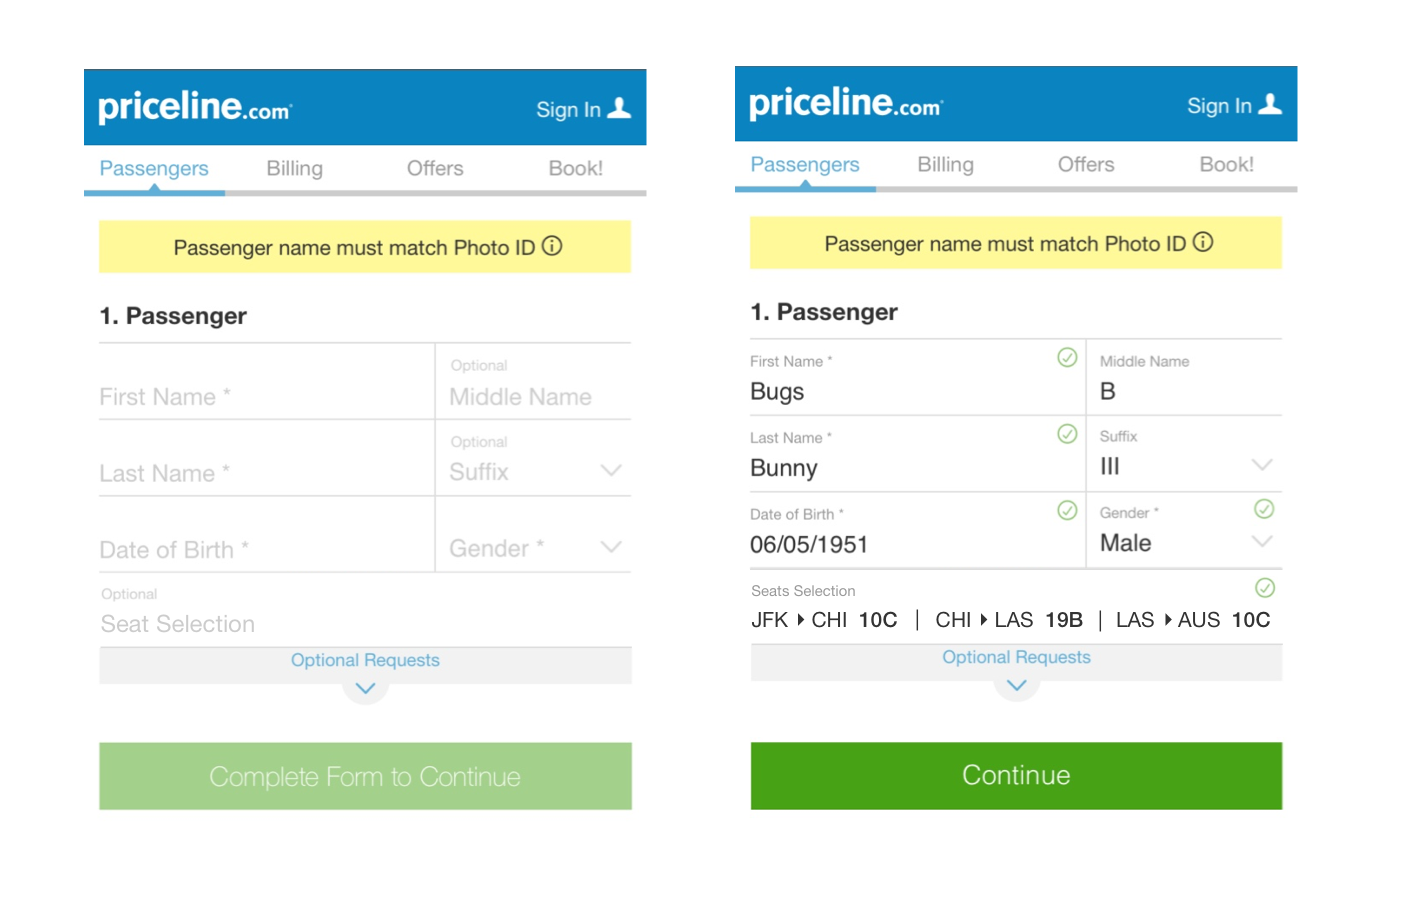 priceline.com
Sign In
Passengers Billing Offers Book!
Passenger name must match Photo ID
1. Passenger
Optional
First Name * Middle Name
Optional
Last Name * Suffix
Date of Birth * Gender *
Optional
Seat Selection
Optional Requests
Complete Form to Continue
priceline.com
Sign In
Passengers Billing Offers Book!
Passenger name must match Photo ID
1. Passenger
First Name * Middle Name
Bugs B
Last Name * Suffix
Bunny III
Date of Birth * Gender *
06/05/1951 Male
Seats Selection
JFK CHI 10C | CHI LAS 19B | LAS AUS 10C
Optional Requests
Continue